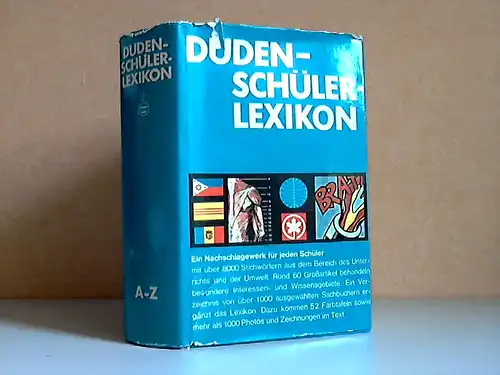 DUDEN-
SCHÜLER-
LEXIKON
A-Z
DUDEN-
SCHÜLER
LEXIKON
Ein Nachschlagewerk für jeden Schüler
mit über 8000 Stichwörtern aus dem Bereich des Unter-
richts und der Umwelt. Rund 60 Großartikel behandeln
besondere Interessen- und Wissensgebiete. Ein Ver-
zeichnis von über 1000 ausgewählten Sachbüchern er-
gänzt das Lexikon. Dazu kommen 52 Farbtafeln sowie
mehr als 1000 Photos und Zeichnungen im Text